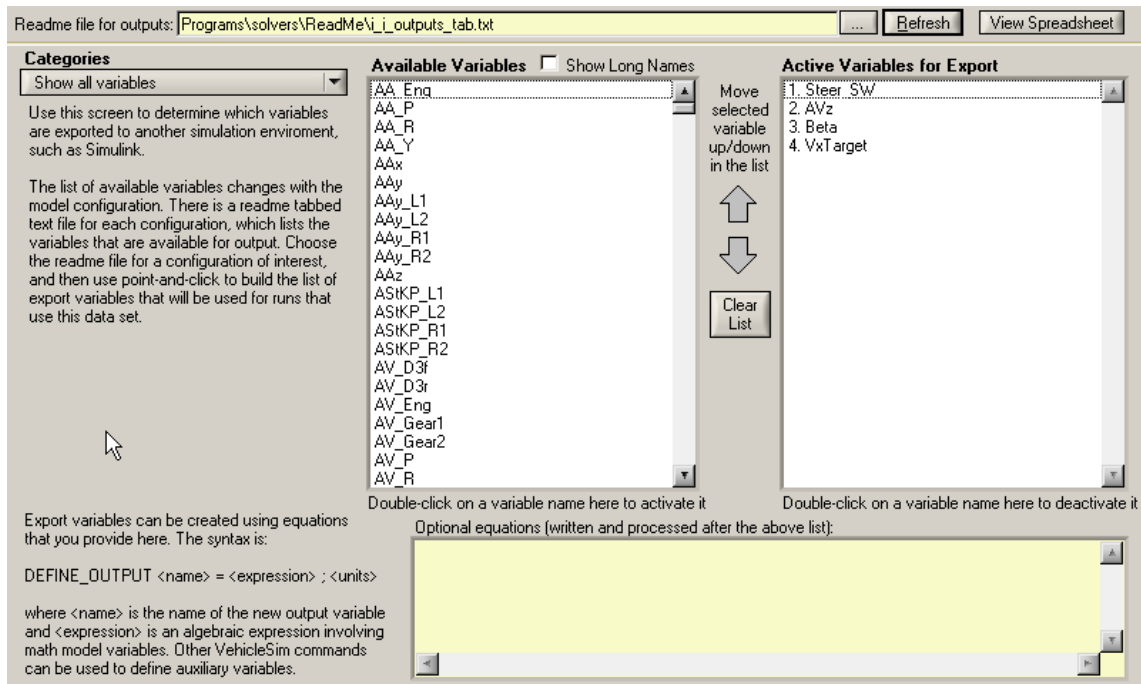 Readme file for outputs: Programs\solvers\ReadMe\i_i_outputs_tab.txt ... Refresh View Spreadsheet
Categories
Show all variables
Use this screen to determine which variables
are exported to another simulation enviroment,
such as Simulink.
The list of available variables changes with the
model configuration. There is a readme tabbed
text file for each configuration, which lists the
variables that are available for output. Choose
the readme file for a configuration of interest,
and then use point-and-click to build the list of
export variables that will be used for runs that
use this data set.
Available Variables Show Long Names
AA_Eng
AA_P
AA_R
AA_Y
AAx
AAy
AAy_L1
AAy_L2
AAy_R1
AAy_R2
AAz
AStKP_L1
AStKP_L2
AStKP_R1
AStKP_R2
AV_D3f
AV_D3r
AV_Eng
AV_Gear1
AV_Gear2
AV_P
AV_R
Double-click on a variable name here to activate it
Move
selected
variable
up/down
in the list
Clear
List
Active Variables for Export
1. Steer_SW
2. AVz
3. Beta
4. VxTarget
Double-click on a variable name here to deactivate it
Export variables can be created using equations
that you provide here. The syntax is:
DEFINE_OUTPUT <name> = <expression> ; <units>
where <name> is the name of the new output variable
and <expression> is an algebraic expression involving
math model variables. Other VehicleSim commands
can be used to define auxiliary variables.
Optional equations (written and processed after the above list):